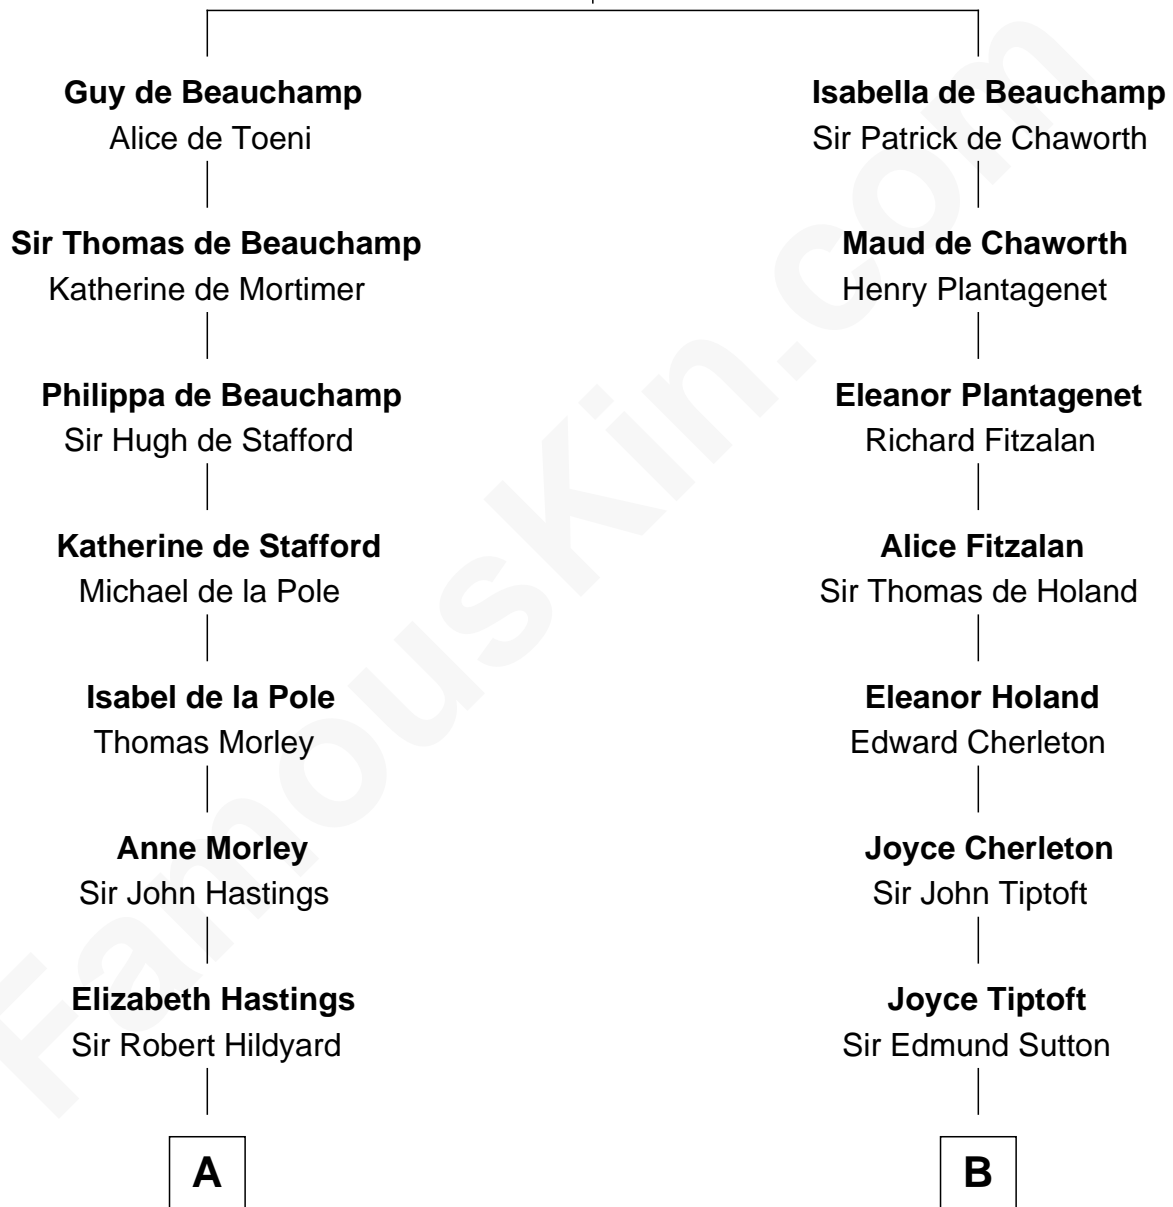 Guy de Beauchamp
Alice de Toeni
Sir Thomas de Beauchamp
Katherine de Mortimer
Philippa de Beauchamp
Sir Hugh de Stafford
Katherine de Stafford
Michael de la Pole
Isabel de la Pole
Thomas Morley
Anne Morley
Sir John Hastings
Elizabeth Hastings
Sir Robert Hildyard
A
Isabella de Beauchamp
Sir Patrick de Chaworth
Maud de Chaworth
Henry Plantagenet
Eleanor Plantagenet
Richard Fitzalan
Alice Fitzalan
Sir Thomas de Holand
Eleanor Holand
Edward Cherleton
Joyce Cherleton
Sir John Tiptoft
Joyce Tiptoft
Sir Edmund Sutton
B
FamousKin.com